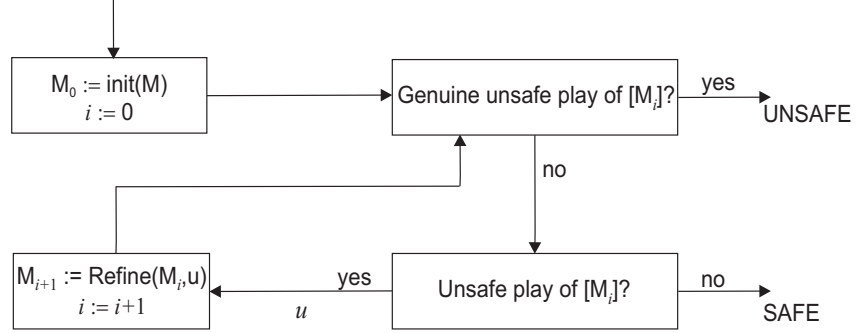 M₀ := init(M)
i := 0
Genuine unsafe play of [Mᵢ]?
yes
UNSAFE
no
Mᵢ₊₁ := Refine(Mᵢ,u)
i := i+1
yes
u
Unsafe play of [Mᵢ]?
no
SAFE